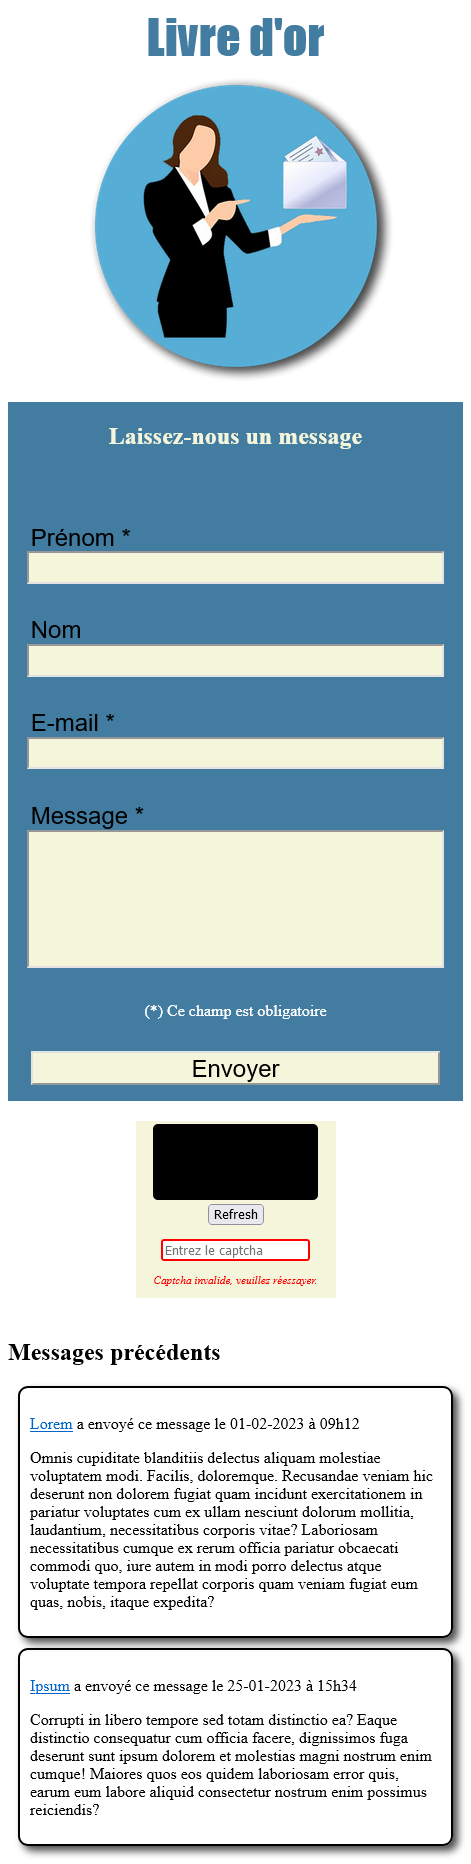 Livre d'or
Laissez-nous un message
Prénom *
Nom
E-mail *
Message *
(*) Ce champ est obligatoire
Envoyer
Refresh
Entrez le captcha
Captcha invalide, veuillez réessayer.
Messages précédents
Lorem a envoyé ce message le 01-02-2023 à 09h12
Omnis cupiditate blanditiis delectus aliquam molestiae
voluptatem modi. Facilis, doloremque. Recusandae veniam hic
deserunt non dolorem fugiat quam incidunt exercitationem in
pariatur voluptates cum ex ullam nesciunt dolorum mollitia,
laudantium, necessitatibus corporis vitae? Laboriosam
necessitatibus cumque ex rerum officia pariatur obcaecati
commodi quo, iure autem in modi porro delectus atque
voluptate tempora repellat corporis quam veniam fugiat eum
quas, nobis, itaque expedita?
Ipsum a envoyé ce message le 25-01-2023 à 15h34
Corrupti in libero tempore sed totam distinctio ea? Eaque
distinctio consequatur cum officia facere, dignissimos fuga
deserunt sunt ipsum dolorem et molestias magni nostrum enim
cumque! Maiores quos eos quidem laboriosam error quis,
earum eum labore aliquid consectetur nostrum enim possimus
reiciendis?